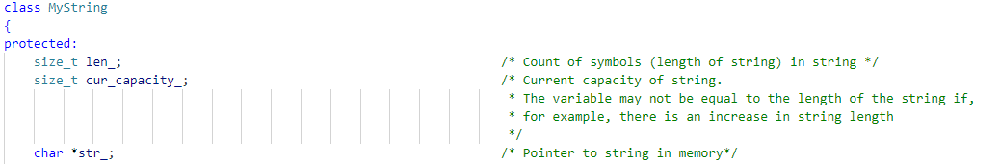 class MyString
{
protected:
size_t len_; /* Count of symbols (length of string) in string */
size_t cur_capacity_; /* Current capacity of string.
* The variable may not be equal to the length of the string if,
* for example, there is an increase in string length
*/
char *str_; /* Pointer to string in memory*/